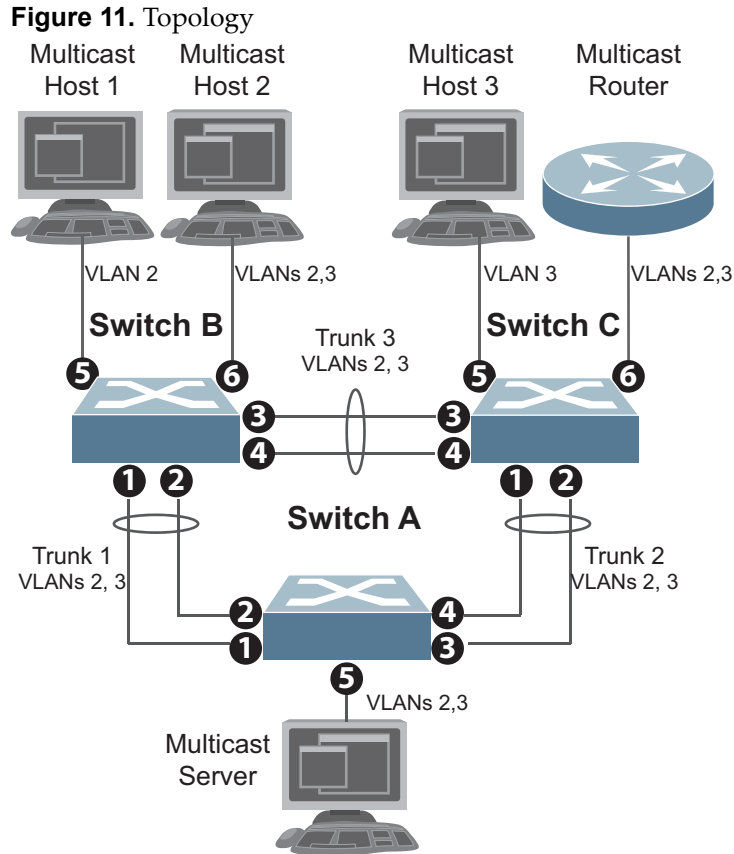 Figure 11. Topology
Multicast Host 1
Multicast Host 2
Multicast Host 3
Multicast Router
VLAN 2
VLANs 2,3
VLAN 3
VLANs 2,3
Switch B
Switch C
Trunk 3
VLANs 2, 3
5
6
5
6
3
3
4
4
1
2
1
2
Switch A
Trunk 1
VLANs 2, 3
Trunk 2
VLANs 2, 3
2
4
1
3
5
VLANs 2,3
Multicast
Server